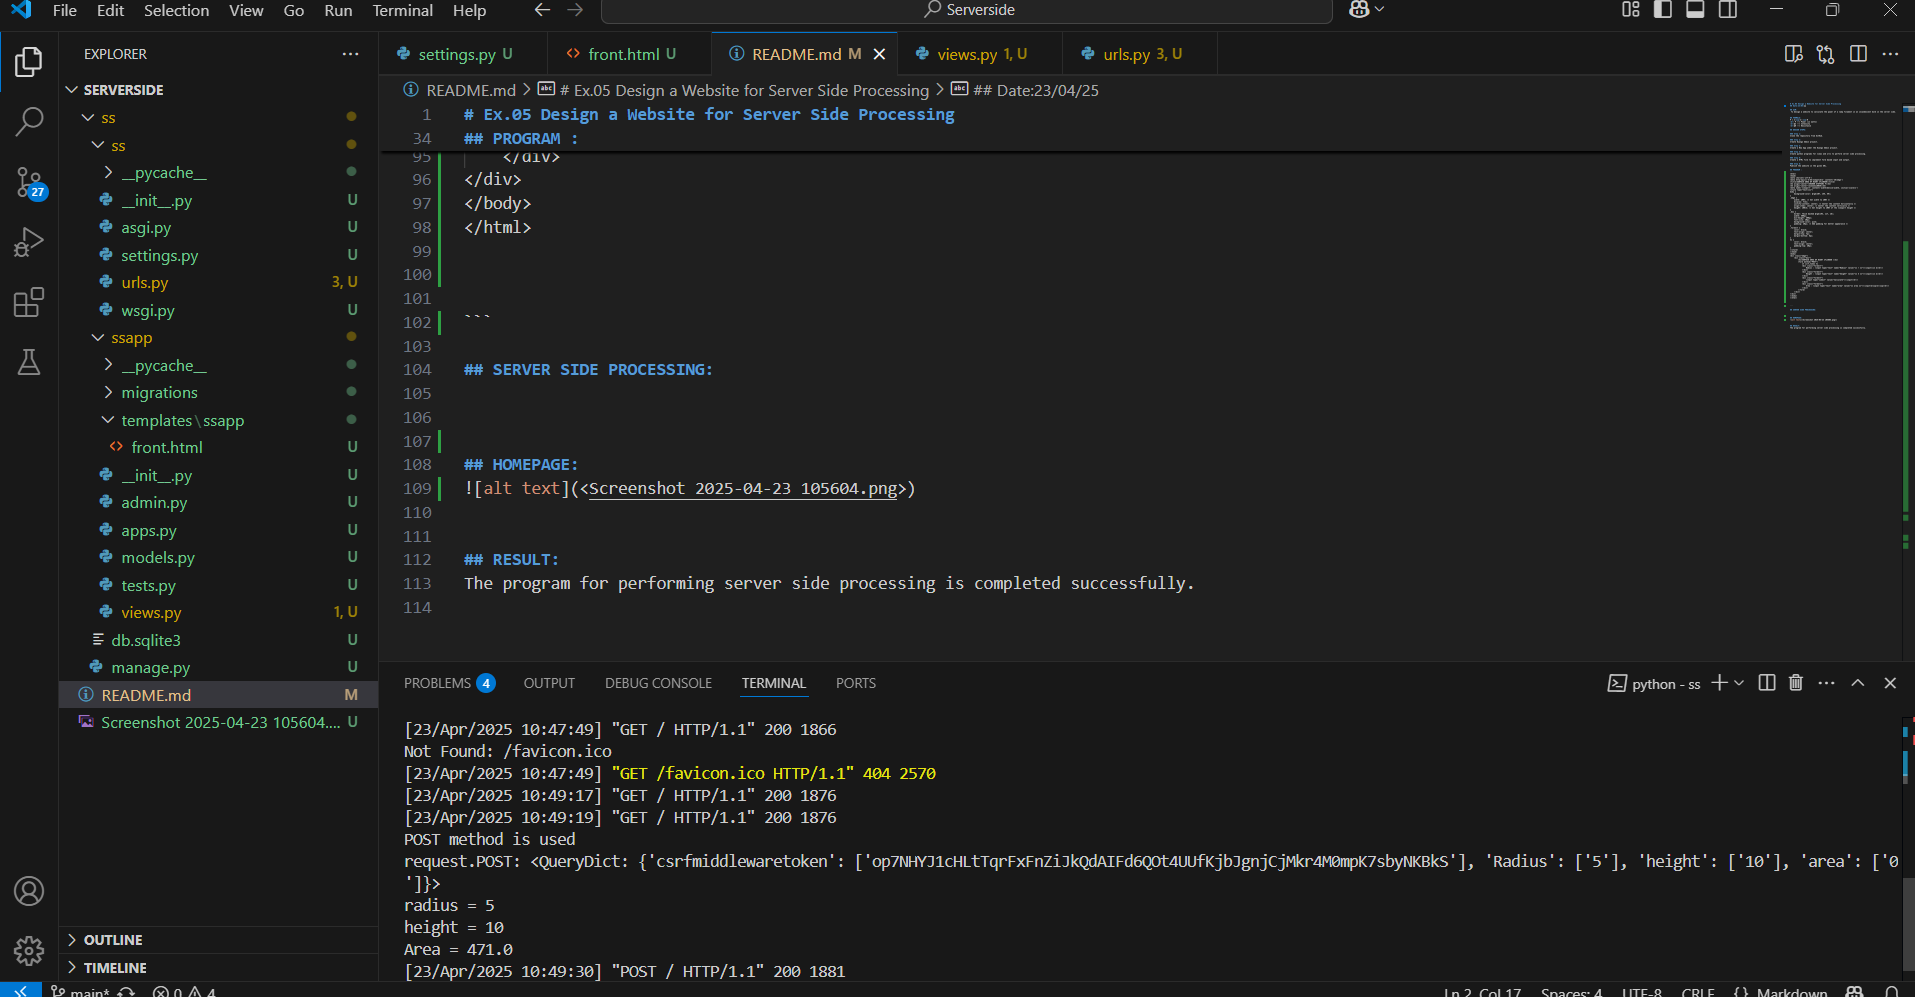 File Edit Selection View Go Run Terminal Help
Serverside
EXPLORER
SERVERSIDE
ss
ss
__pycache__
__init__.py U
asgi.py U
settings.py U
urls.py 3, U
wsgi.py U
ssapp
__pycache__
migrations
templates\ssapp
front.html U
__init__.py U
admin.py U
apps.py U
models.py U
tests.py U
views.py 1, U
db.sqlite3 U
manage.py U
README.md M
Screenshot 2025-04-23 105604.... U
OUTLINE
TIMELINE
27
settings.py U
front.html U
README.md M
views.py 1, U
urls.py 3, U
README.md > # Ex.05 Design a Website for Server Side Processing > ## Date:23/04/25
1 # Ex.05 Design a Website for Server Side Processing
34 ## PROGRAM :
95 </div>
96 </div>
97 </body>
98 </html>
99
100
101
102 ```
103
104 ## SERVER SIDE PROCESSING:
105
106
107
108 ## HOMEPAGE:
109 ![alt text](<Screenshot 2025-04-23 105604.png>)
110
111
112 ## RESULT:
113 The program for performing server side processing is completed successfully.
114
PROBLEMS 4 OUTPUT DEBUG CONSOLE TERMINAL PORTS
python - ss
[23/Apr/2025 10:47:49] "GET / HTTP/1.1" 200 1866
Not Found: /favicon.ico
[23/Apr/2025 10:47:49] "GET /favicon.ico HTTP/1.1" 404 2570
[23/Apr/2025 10:49:17] "GET / HTTP/1.1" 200 1876
[23/Apr/2025 10:49:19] "GET / HTTP/1.1" 200 1876
POST method is used
request.POST: <QueryDict: {'csrfmiddlewaretoken': ['op7NHYJ1cHLtTqrFxFnZiJkQdAIFd6QOt4UUfKjbJgnjCjMkr4M0mpK7sbyNKBkS'], 'Radius': ['5'], 'height': ['10'], 'area': ['0
']}>
radius = 5
height = 10
Area = 471.0
[23/Apr/2025 10:49:30] "POST / HTTP/1.1" 200 1881
main* 0 4
Ln 2, Col 17 Spaces: 4 UTF-8 CRLF {} Markdown